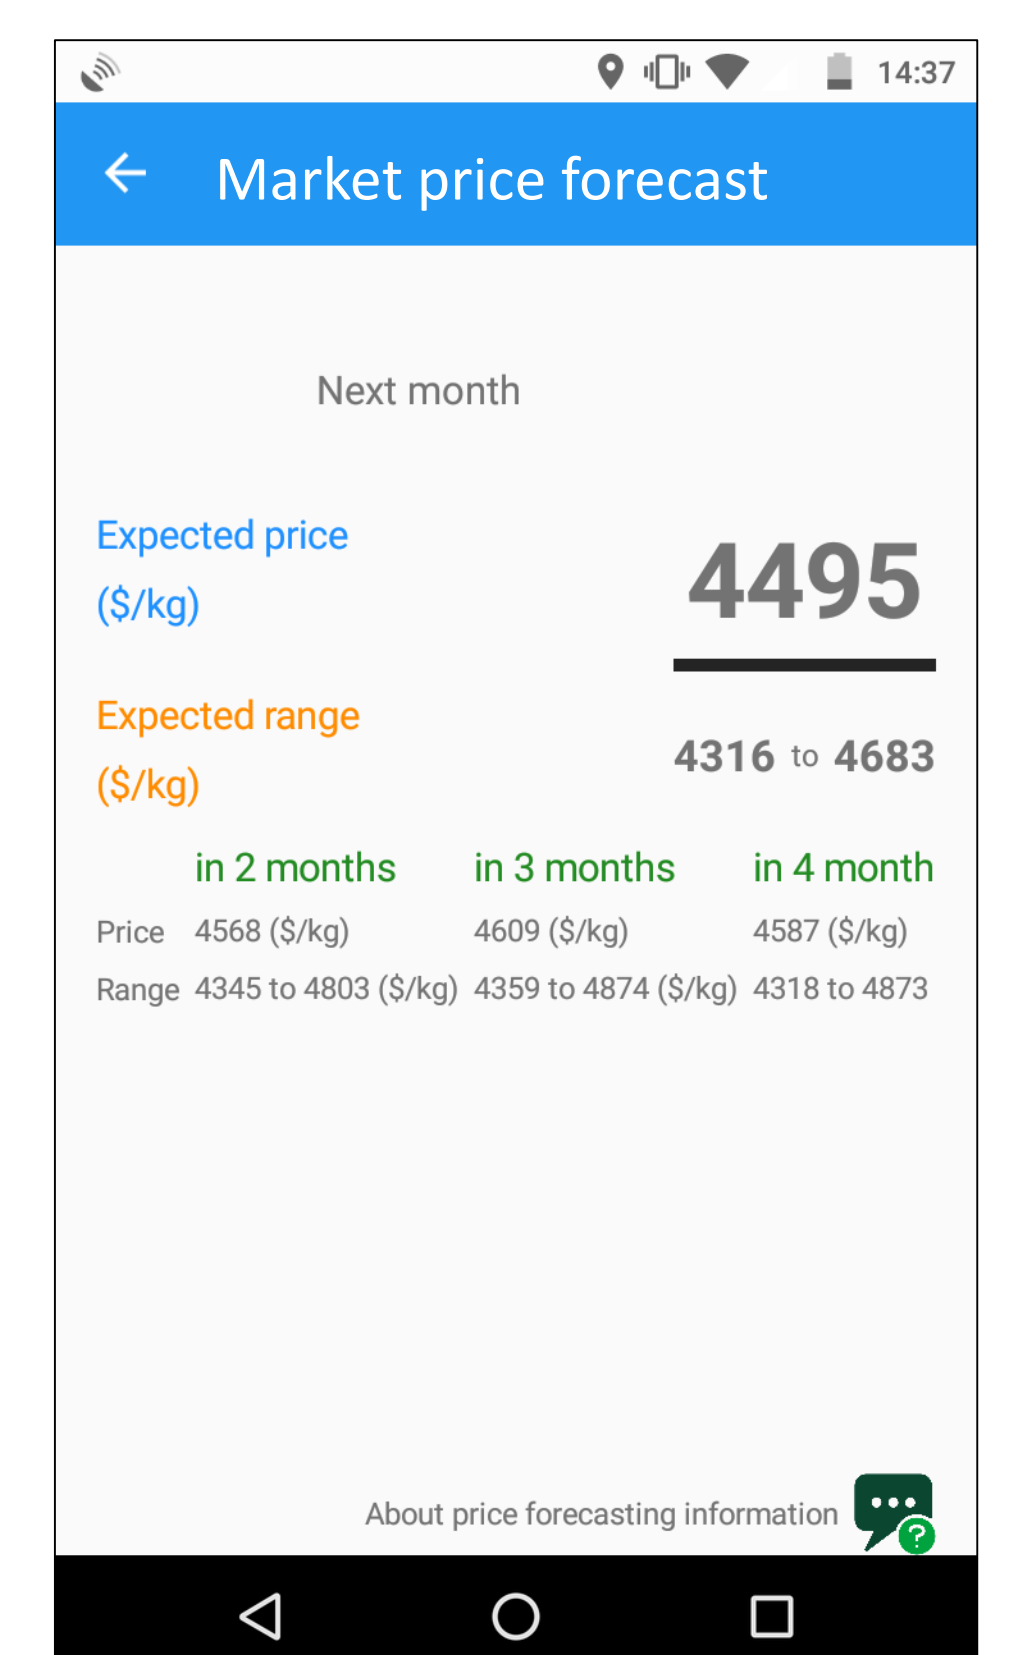 14:37
Market price forecast
Next month
Expected price
($/kg)
4495
Expected range
($/kg)
4316 to 4683
in 2 months in 3 months in 4 month
Price 4568 ($/kg) 4609 ($/kg) 4587 ($/kg)
Range 4345 to 4803 ($/kg) 4359 to 4874 ($/kg) 4318 to 4873
About price forecasting information
?